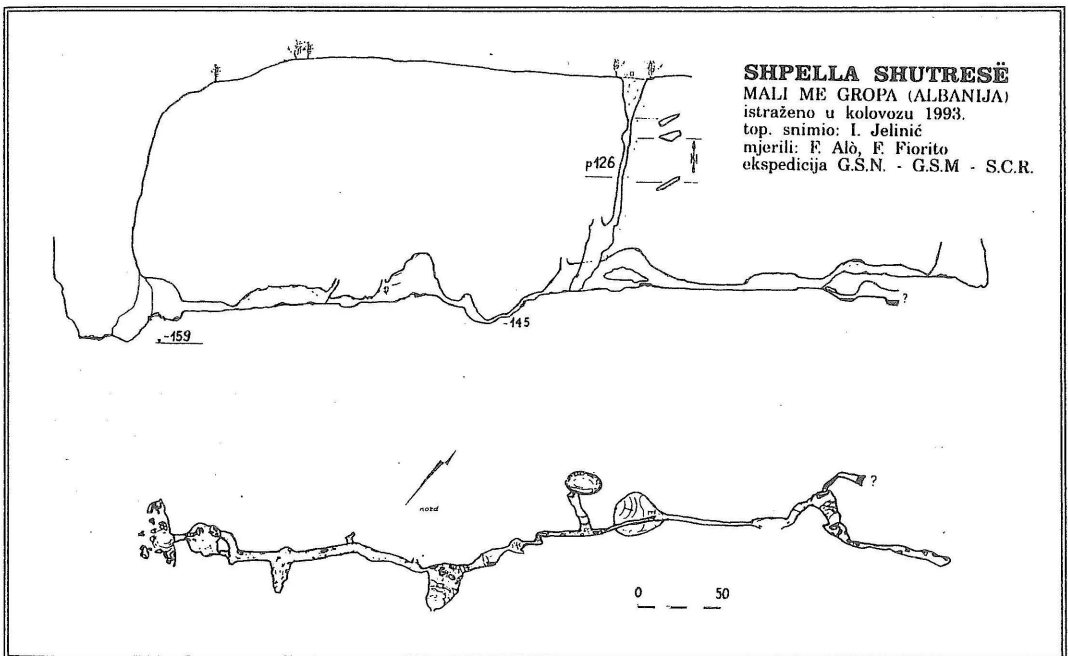 SHPELLA SHUTRESË
MALI ME GROPA (ALBANIJA)
istraženo u kolovozu 1993.
top. snimio: I. Jelinić
mjerili: F. Alò, F. Fiorito
ekspedicija G.S.N. - G.S.M - S.C.R.
p126
?
-145
-159
nord
?
0 50